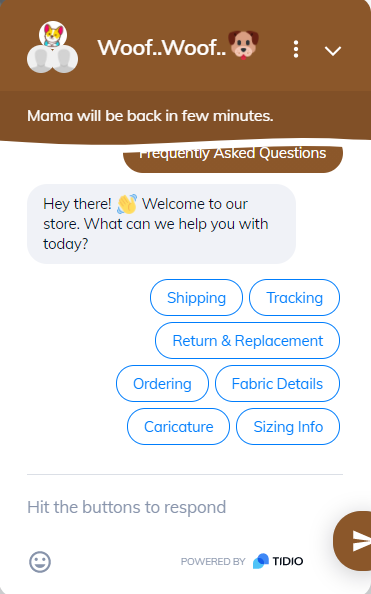 Woof..Woof..
Mama will be back in few minutes.
Frequently Asked Questions
Hey there! 👋 Welcome to our
store. What can we help you with
today?
Shipping
Tracking
Return & Replacement
Ordering
Fabric Details
Caricature
Sizing Info
Hit the buttons to respond
POWERED BY TIDIO